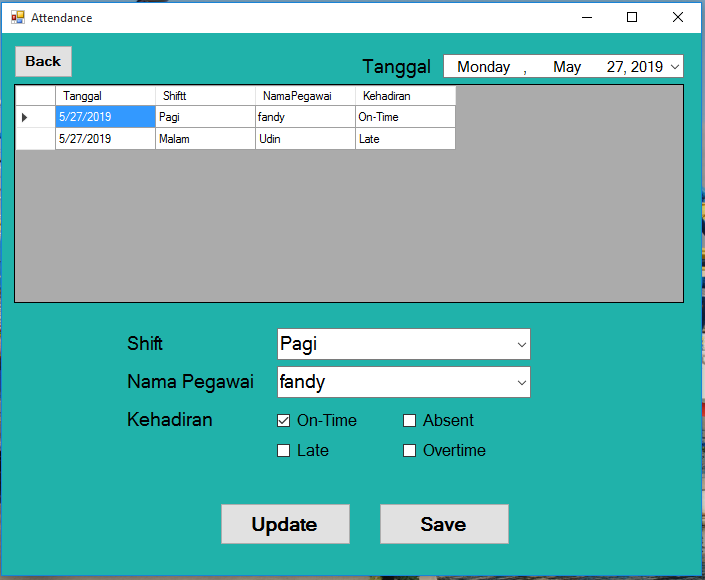 Attendance
Back
Tanggal Monday , May 27, 2019
Tanggal Shiftt NamaPegawai Kehadiran
5/27/2019 Pagi fandy On-Time
5/27/2019 Malam Udin Late
Shift Pagi
Nama Pegawai fandy
Kehadiran On-Time Absent
Late Overtime
Update Save